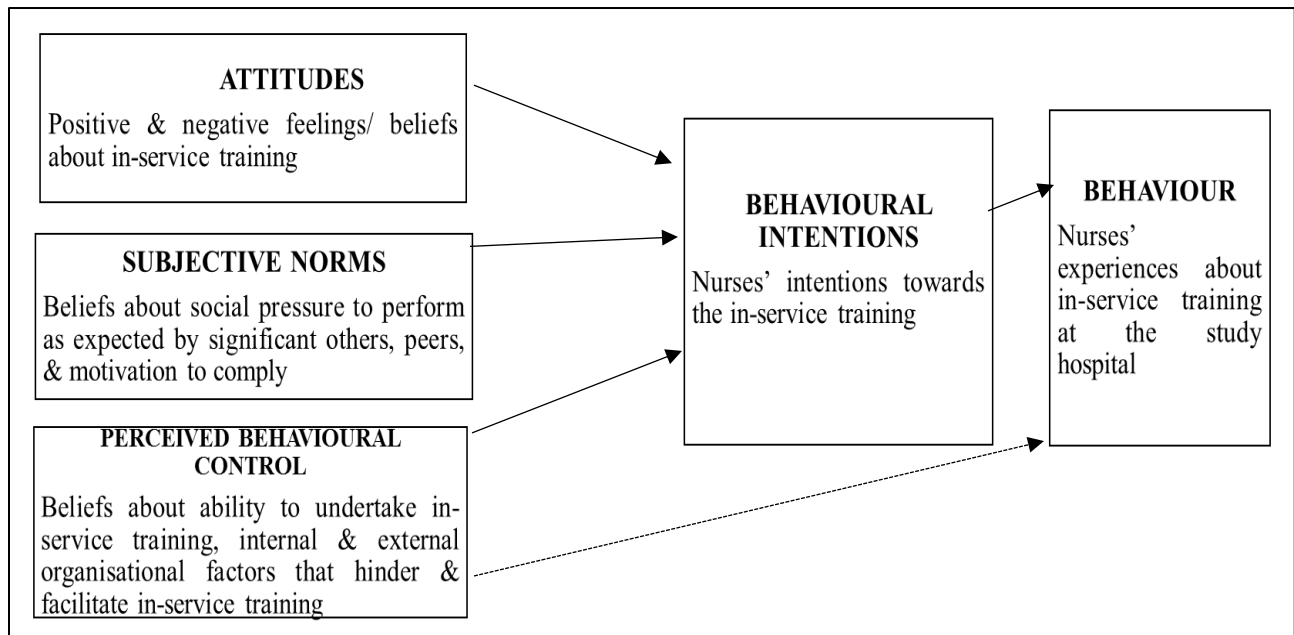 ATTITUDES
Positive & negative feelings/ beliefs
about in-service training
SUBJECTIVE NORMS
Beliefs about social pressure to perform
as expected by significant others, peers,
& motivation to comply
PERCEIVED BEHAVIOURAL
CONTROL
Beliefs about ability to undertake in-
service training, internal & external
organisational factors that hinder &
facilitate in-service training
BEHAVIOURAL
INTENTIONS
Nurses' intentions towards
the in-service training
BEHAVIOUR
Nurses'
experiences about
in-service training
at the study
hospital